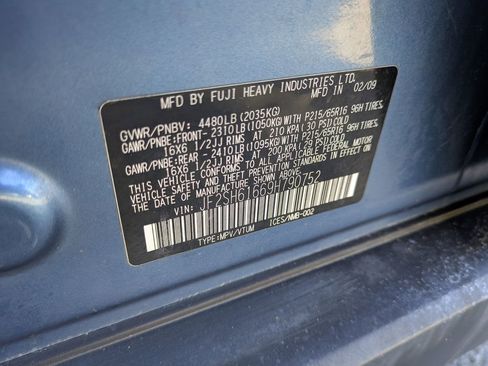 MFD BY FUJI HEAVY INDUSTRIES LTD.
MFD IN 02/09
GVWR/PNBV: 4480LB(2035KG)
GAWR/PNBE:FRONT- 2310LB(1050KG)WITH P215/65R16 96H TIRES,
16X6 1/2JJ RIMS AT 210 KPA(30 PSI)COLD
GAWR/PNBE:REAR -2410LB(1095KG)WITH P215/65R16 96H TIRES,
16X6 1/2JJ RIMS AT 200 KPA(29 PSI)COLD
THIS VEHICLE CONFORMS TO ALL APPLICABLE FEDERAL MOTOR
VEHICLE SAFETY AND THEFT PREVENTION STANDARDS IN EFFECT
ON THE DATE OF MANUFACTURE SHOWN ABOVE.
VIN: JF2SH61669H790752
TYPE:MPV/VTUM ICES/NMB-002